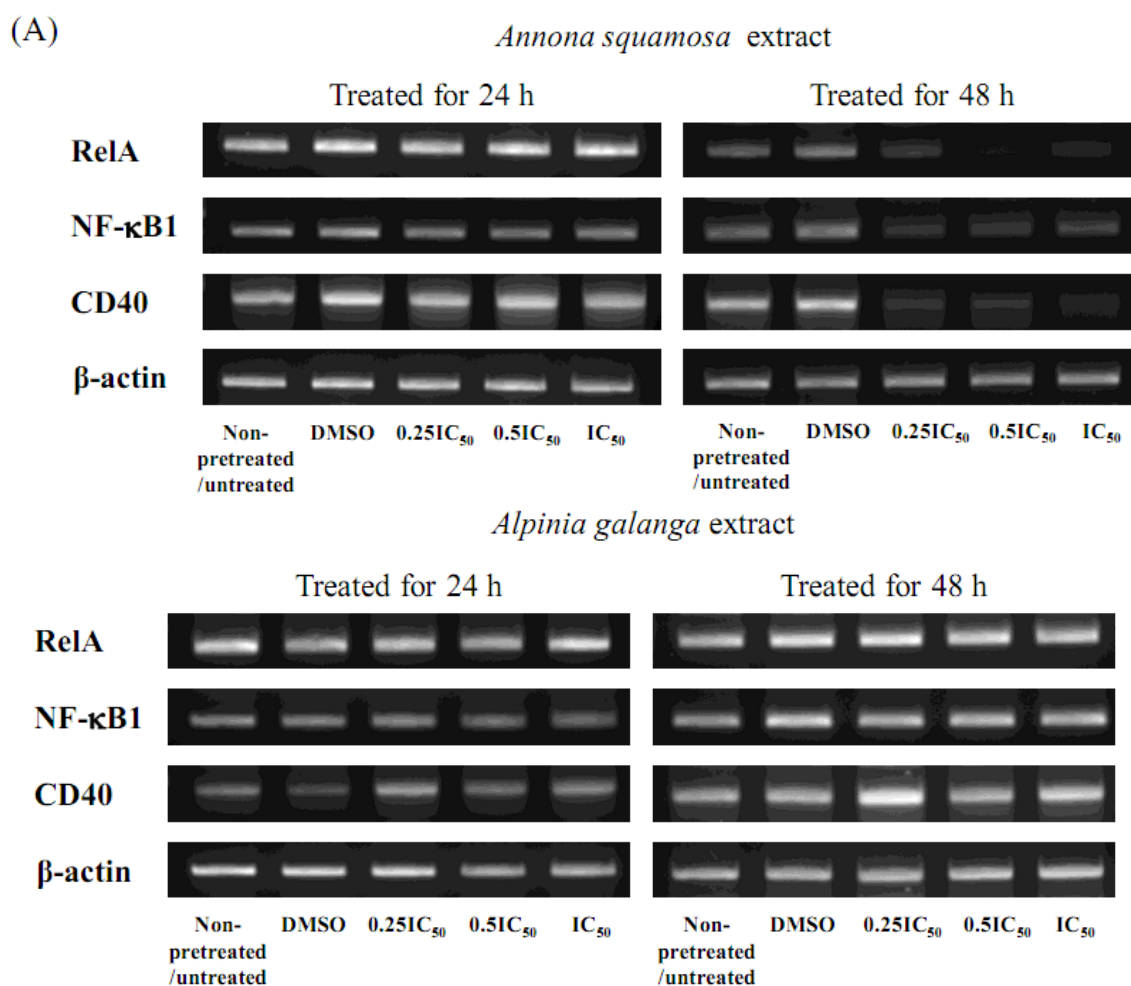 (A)
Annona squamosa extract
Treated for 24 h Treated for 48 h
RelA
NF-κB1
CD40
β-actin
Non- DMSO 0.25IC₅₀ 0.5IC₅₀ IC₅₀ Non- DMSO 0.25IC₅₀ 0.5IC₅₀ IC₅₀
pretreated pretreated
/untreated /untreated
Alpinia galanga extract
Treated for 24 h Treated for 48 h
RelA
NF-κB1
CD40
β-actin
Non- DMSO 0.25IC₅₀ 0.5IC₅₀ IC₅₀ Non- DMSO 0.25IC₅₀ 0.5IC₅₀ IC₅₀
pretreated pretreated
/untreated /untreated